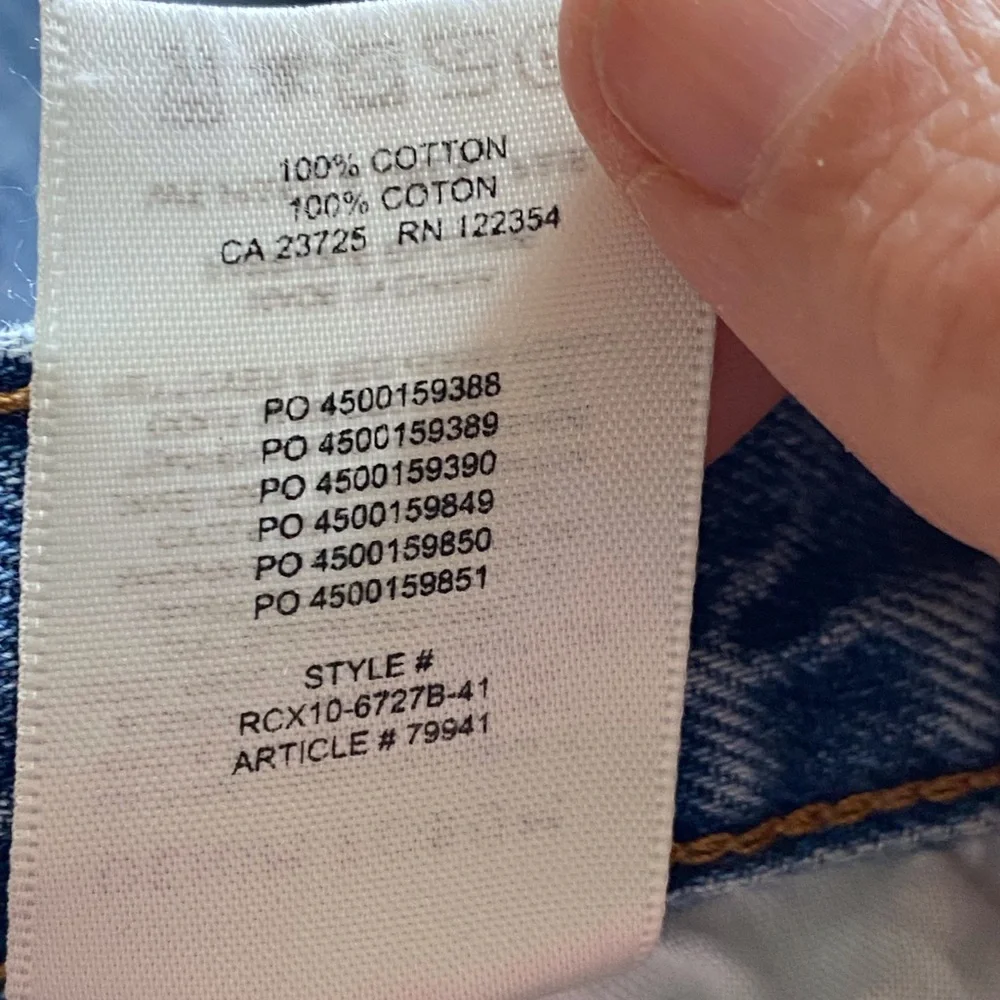 100% COTTON
100% COTON
CA 23725 RN 122354
PO 4500159388
PO 4500159389
PO 4500159390
PO 4500159849
PO 4500159850
PO 4500159851
STYLE #
RCX10-6727B-41
ARTICLE # 79941